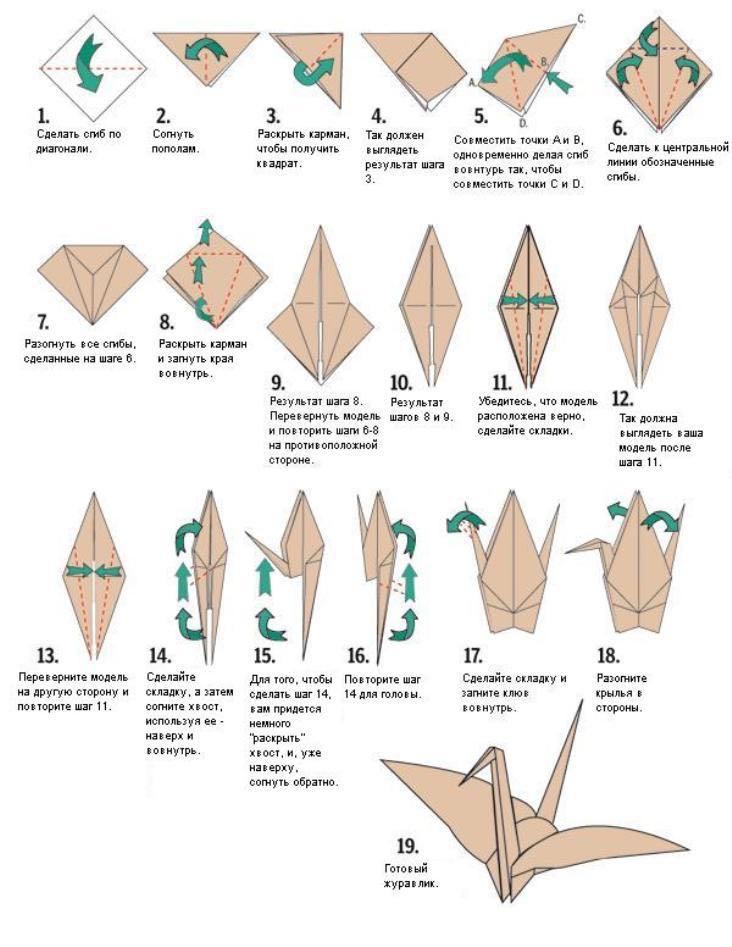 1.
Сделать сгиб по
диагонали.
2.
Согнуть
пополам.
3.
Раскрыть карман,
чтобы получить
квадрат.
4.
Так должен
выглядеть
результат шага
3.
A.
B.
C.
D.
5.
Совместить точки А и В,
одновременно делая сгиб
вовнтурь так, чтобы
совместить точки С и D.
6.
Сделать к центральной
линии обозначенные
сгибы.
7.
Разогнуть все сгибы,
сделанные на шаге 6.
8.
Раскрыть карман
и загнуть края
вовнутрь.
9.
Результат шага 8.
Перевернуть модель
и повторить шаги 6-8
на противоположной
стороне.
10.
Результат
шагов 8 и 9.
11.
Убедитесь, что модель
расположена верно,
сделайте складки.
12.
Так должна
выглядеть ваша
модель после
шага 11.
13.
Переверните модель
на другую сторону и
повторите шаг 11.
14.
Сделайте
складку, а затем
согните хвост,
используя ее -
наверх и
вовнутрь.
15.
Для того, чтобы
сделать шаг 14,
вам придется
немного
"раскрыть"
хвост, и, уже
наверху,
согнуть обратно.
16.
Повторите шаг
14 для головы.
17.
Сделайте складку и
загните клюв
вовнутрь.
18.
Разогните
крылья в
стороны.
19.
Готовый
журавлик.